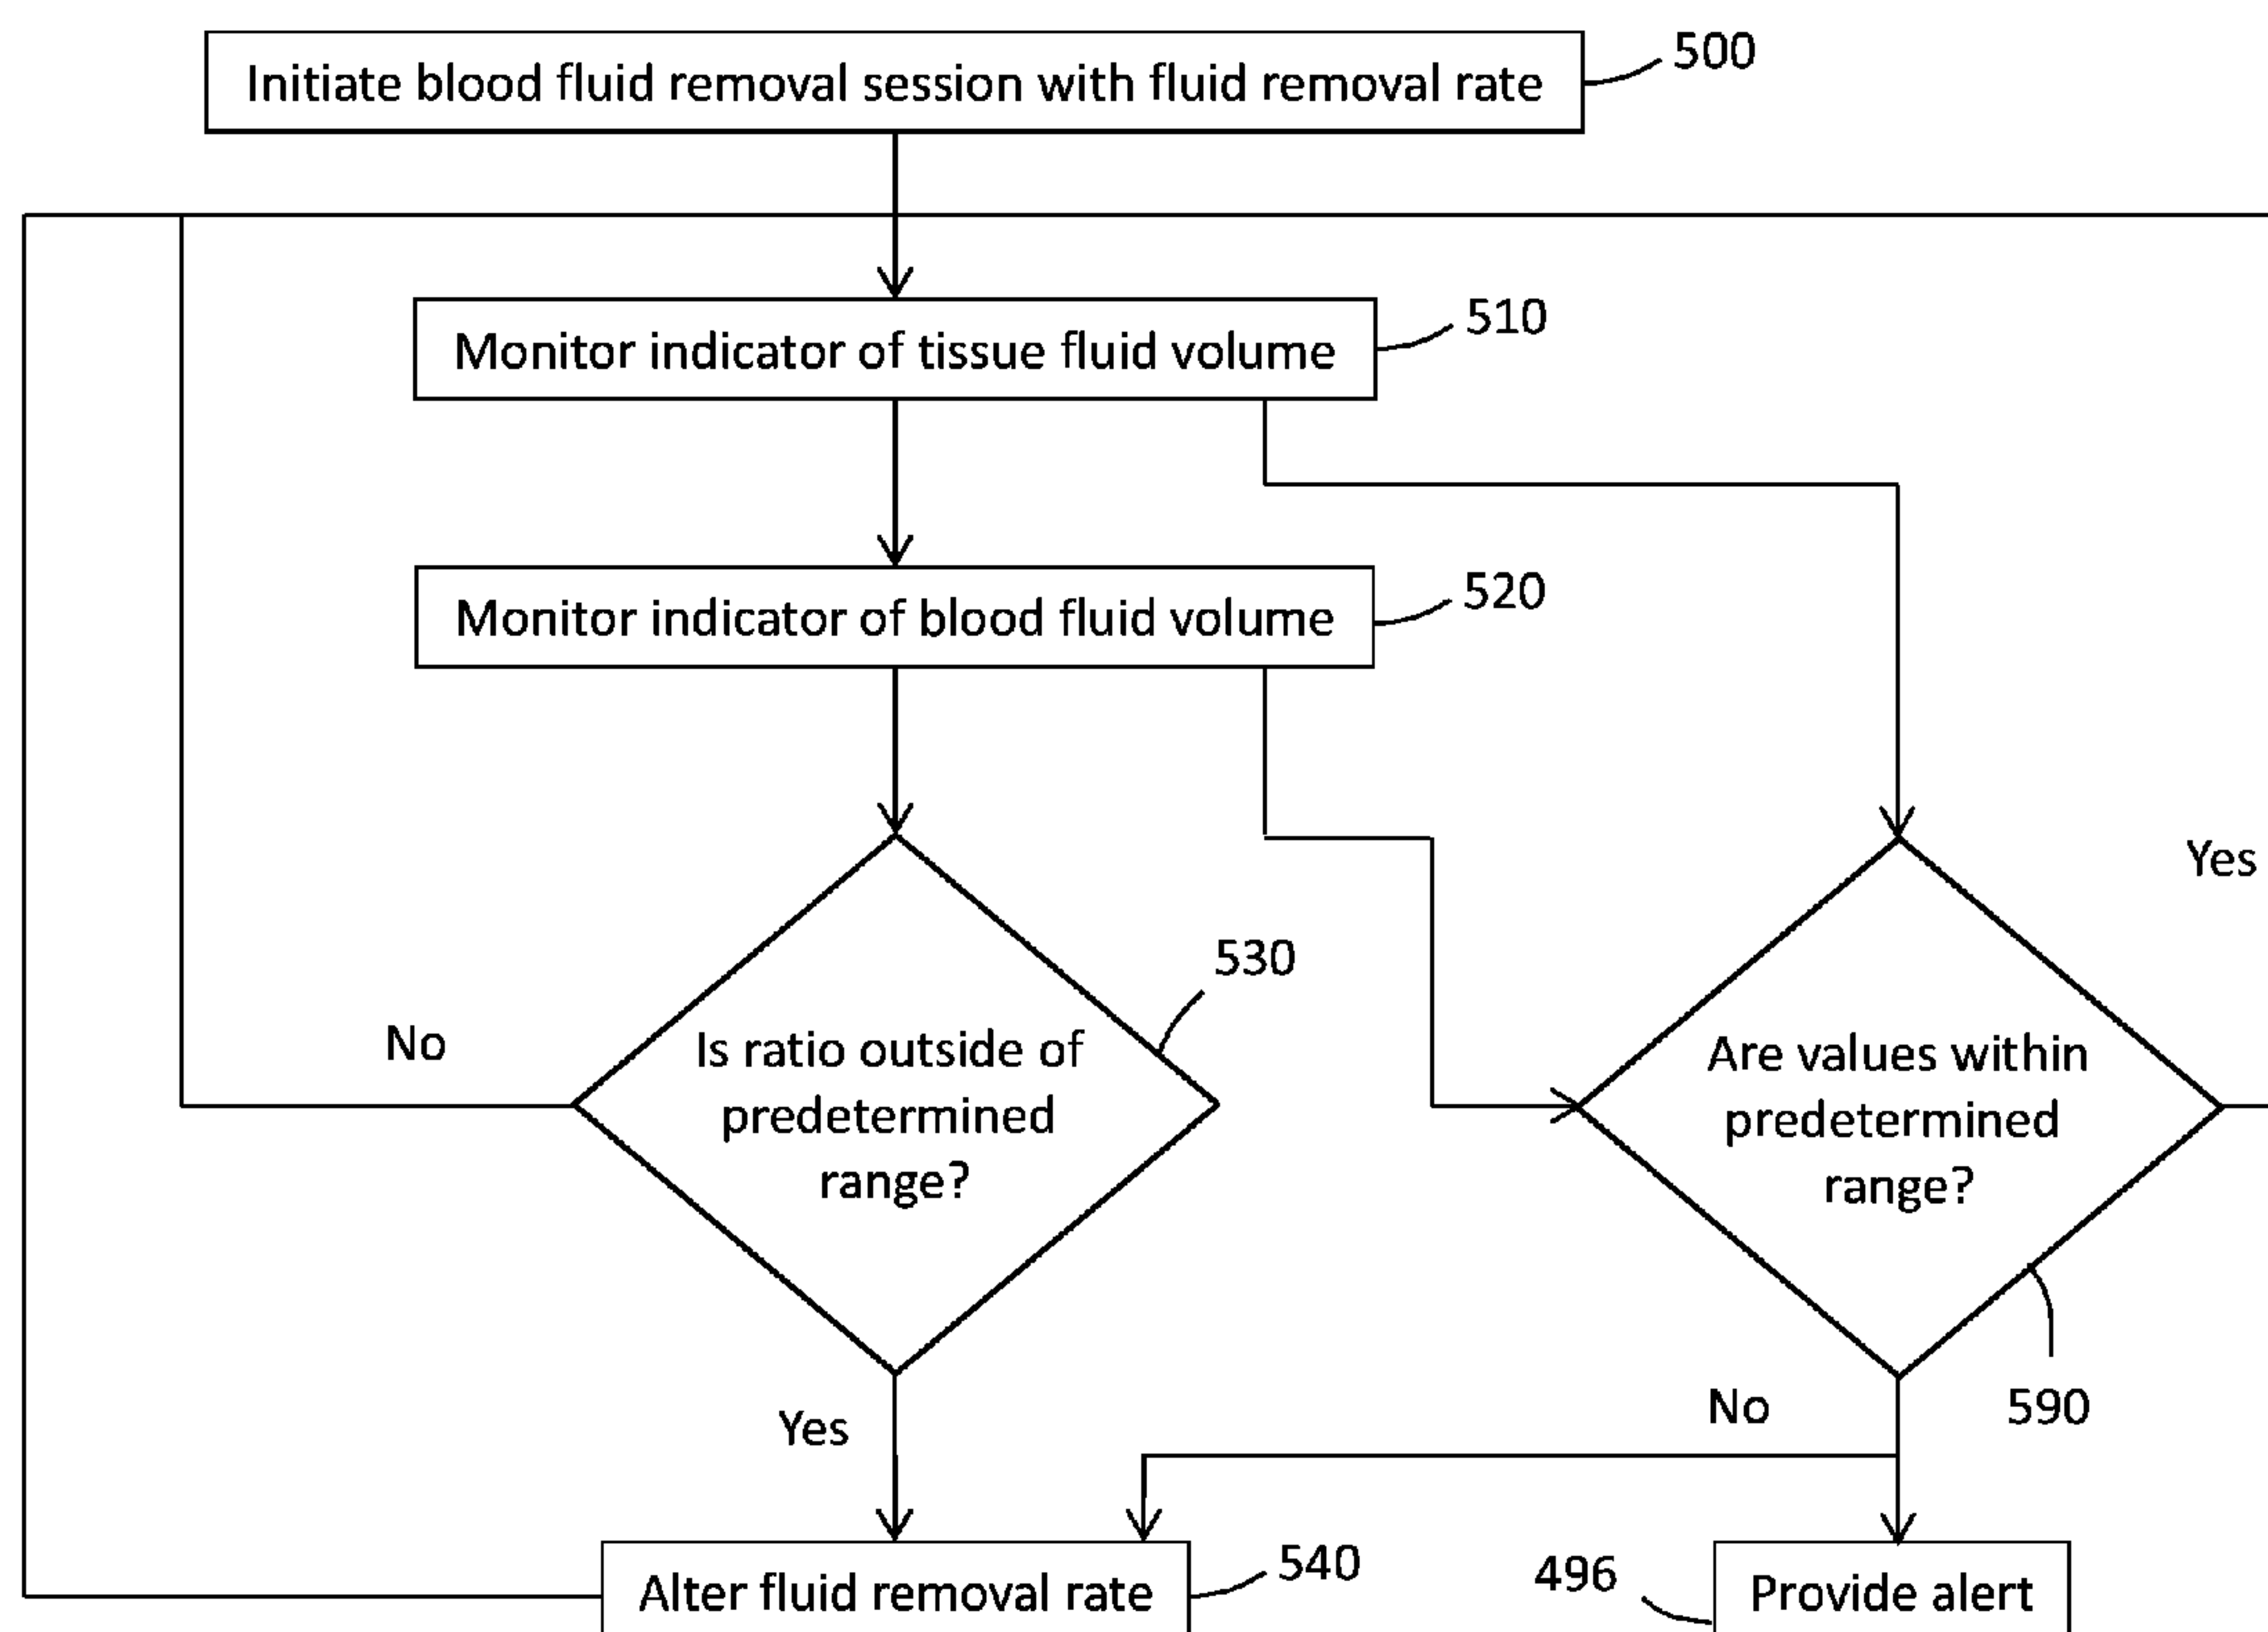 Initiate blood fluid removal session with fluid removal rate
500
Monitor indicator of tissue fluid volume
510
Monitor indicator of blood fluid volume
520
Yes
530
No
Is ratio outside of
predetermined
range?
Are values within
predetermined
range?
Yes
No
590
Alter fluid removal rate
540
496
Provide alert